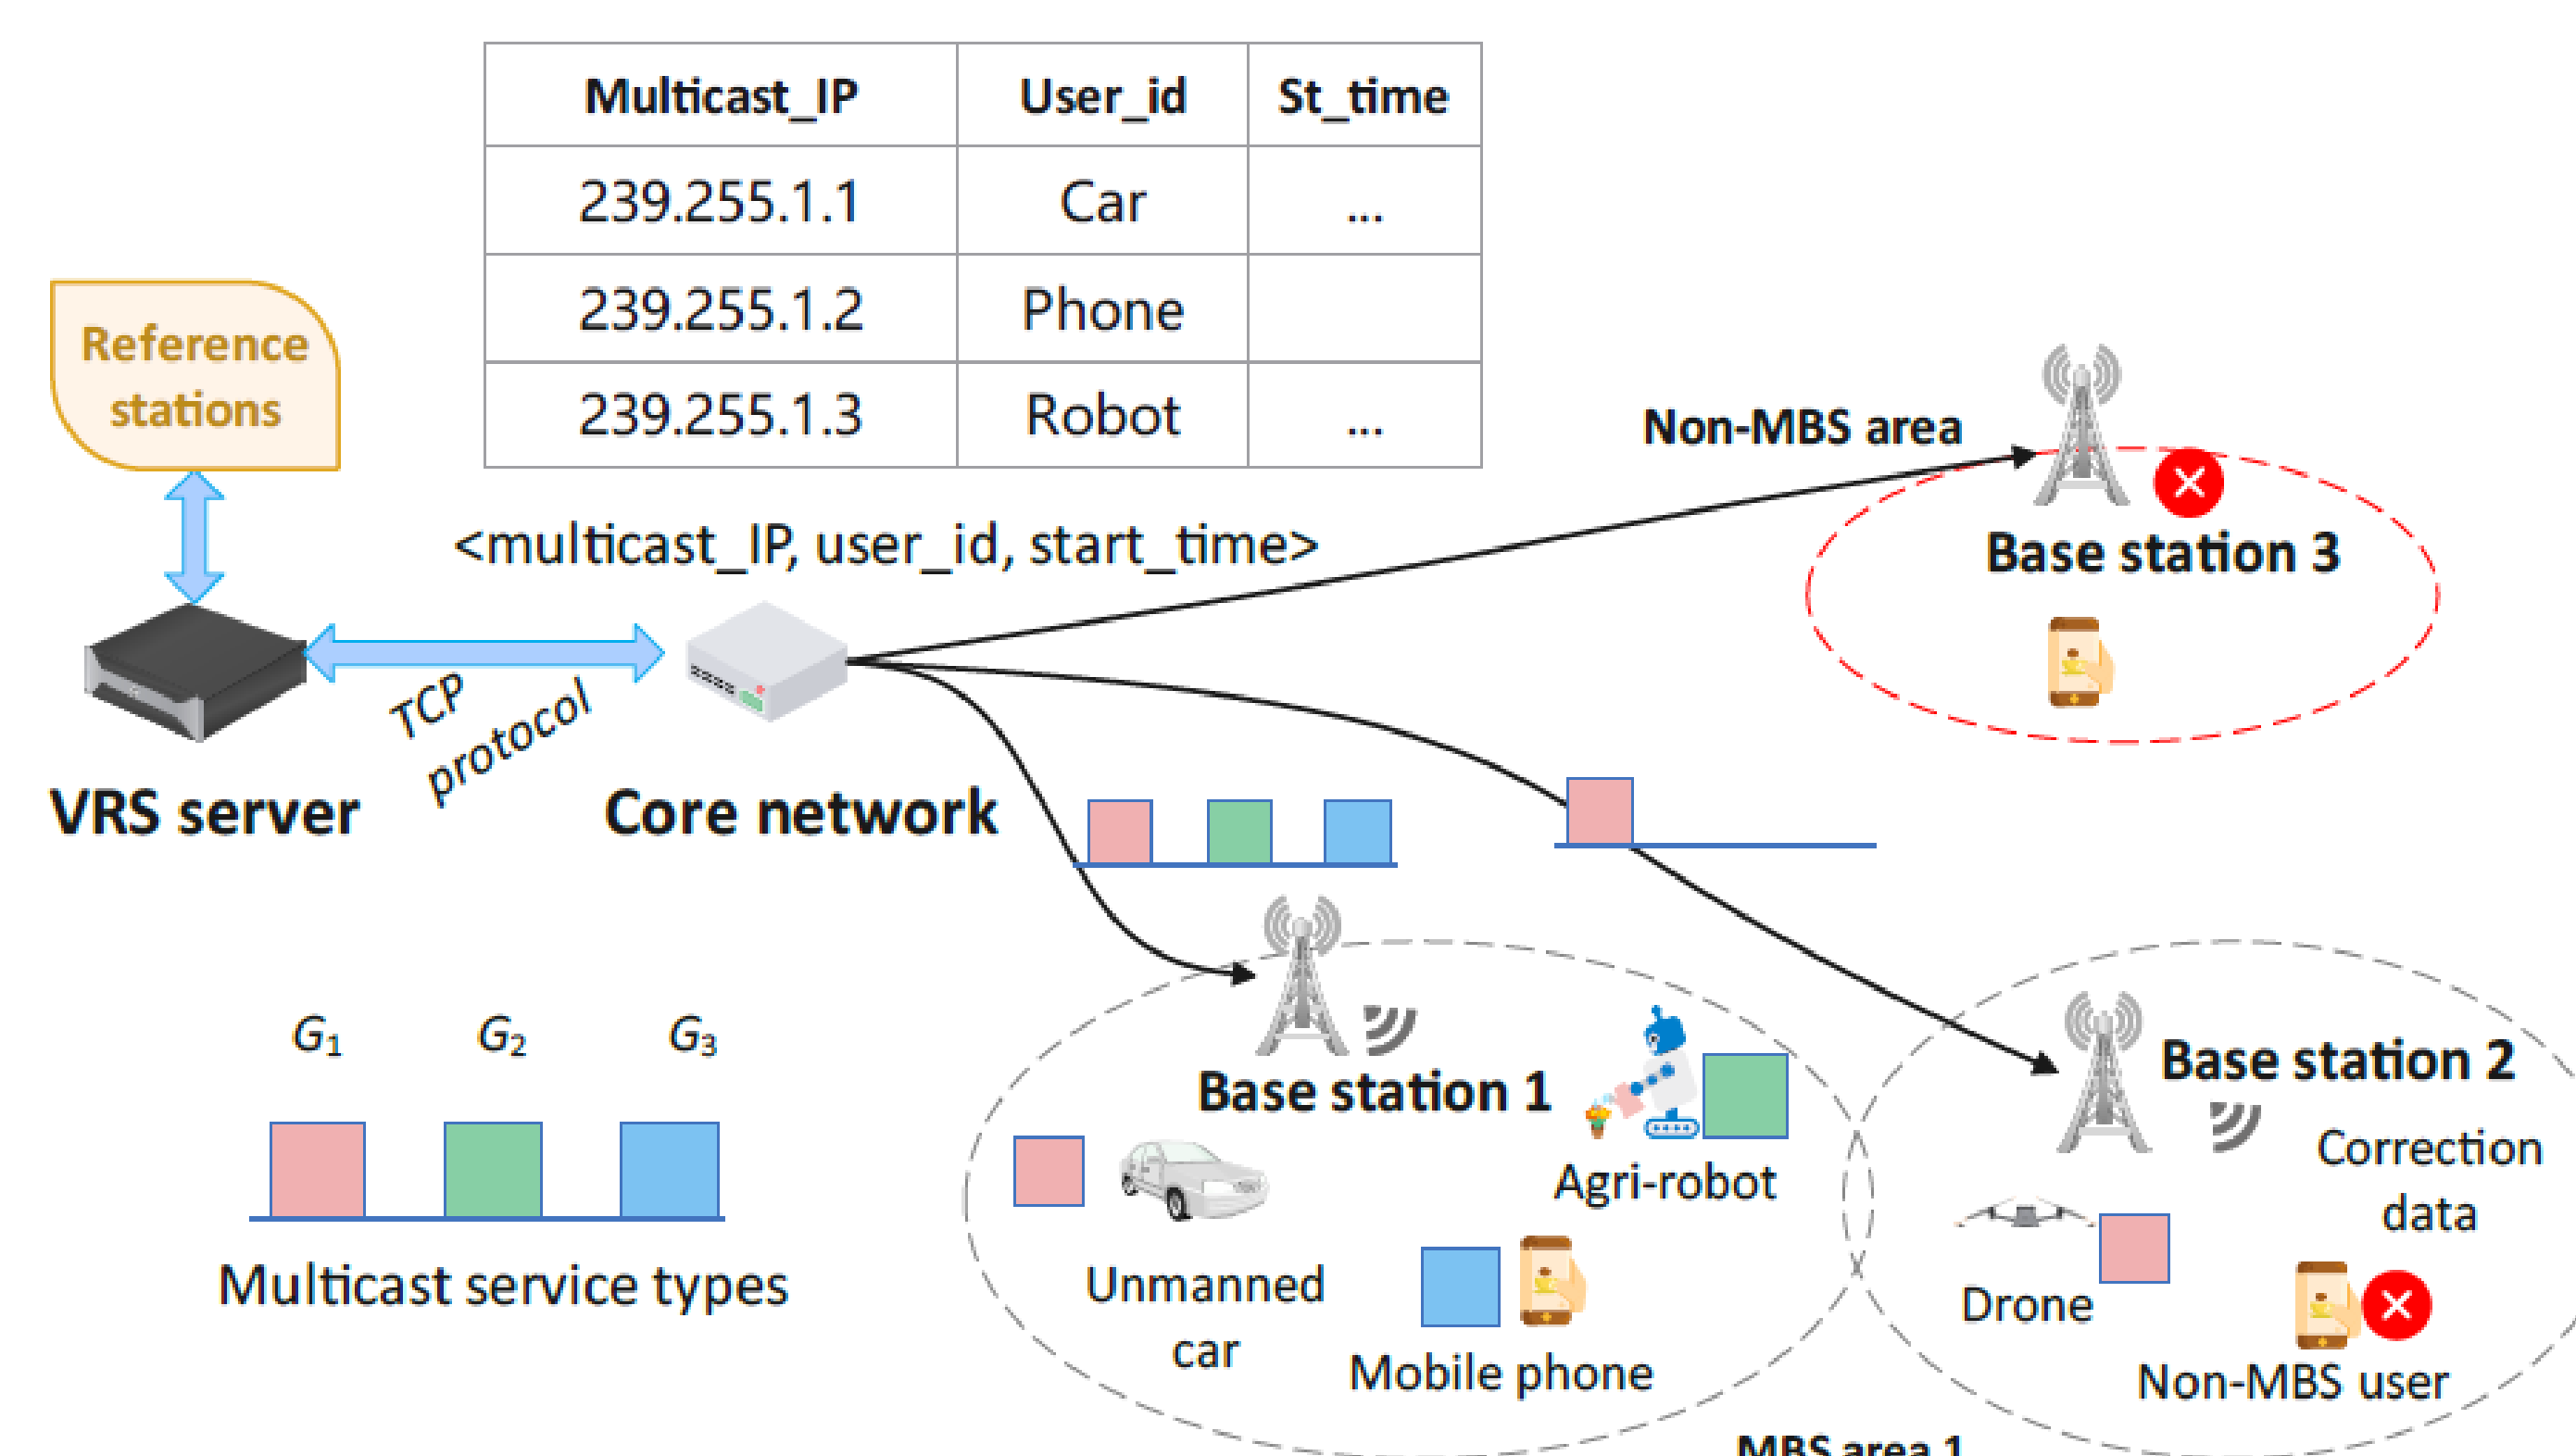 Multicast_IP User_id St_time
239.255.1.1 Car ...
239.255.1.2 Phone
239.255.1.3 Robot ...
Reference
stations
Non-MBS area
<multicast_IP, user_id, start_time>
Base station 3
TCP
protocol
VRS server
Core network
G1 G2 G3
Multicast service types
Base station 1
Agri-robot
Unmanned
car
Mobile phone
Base station 2
Correction
data
Drone
Non-MBS user
MBS area 1